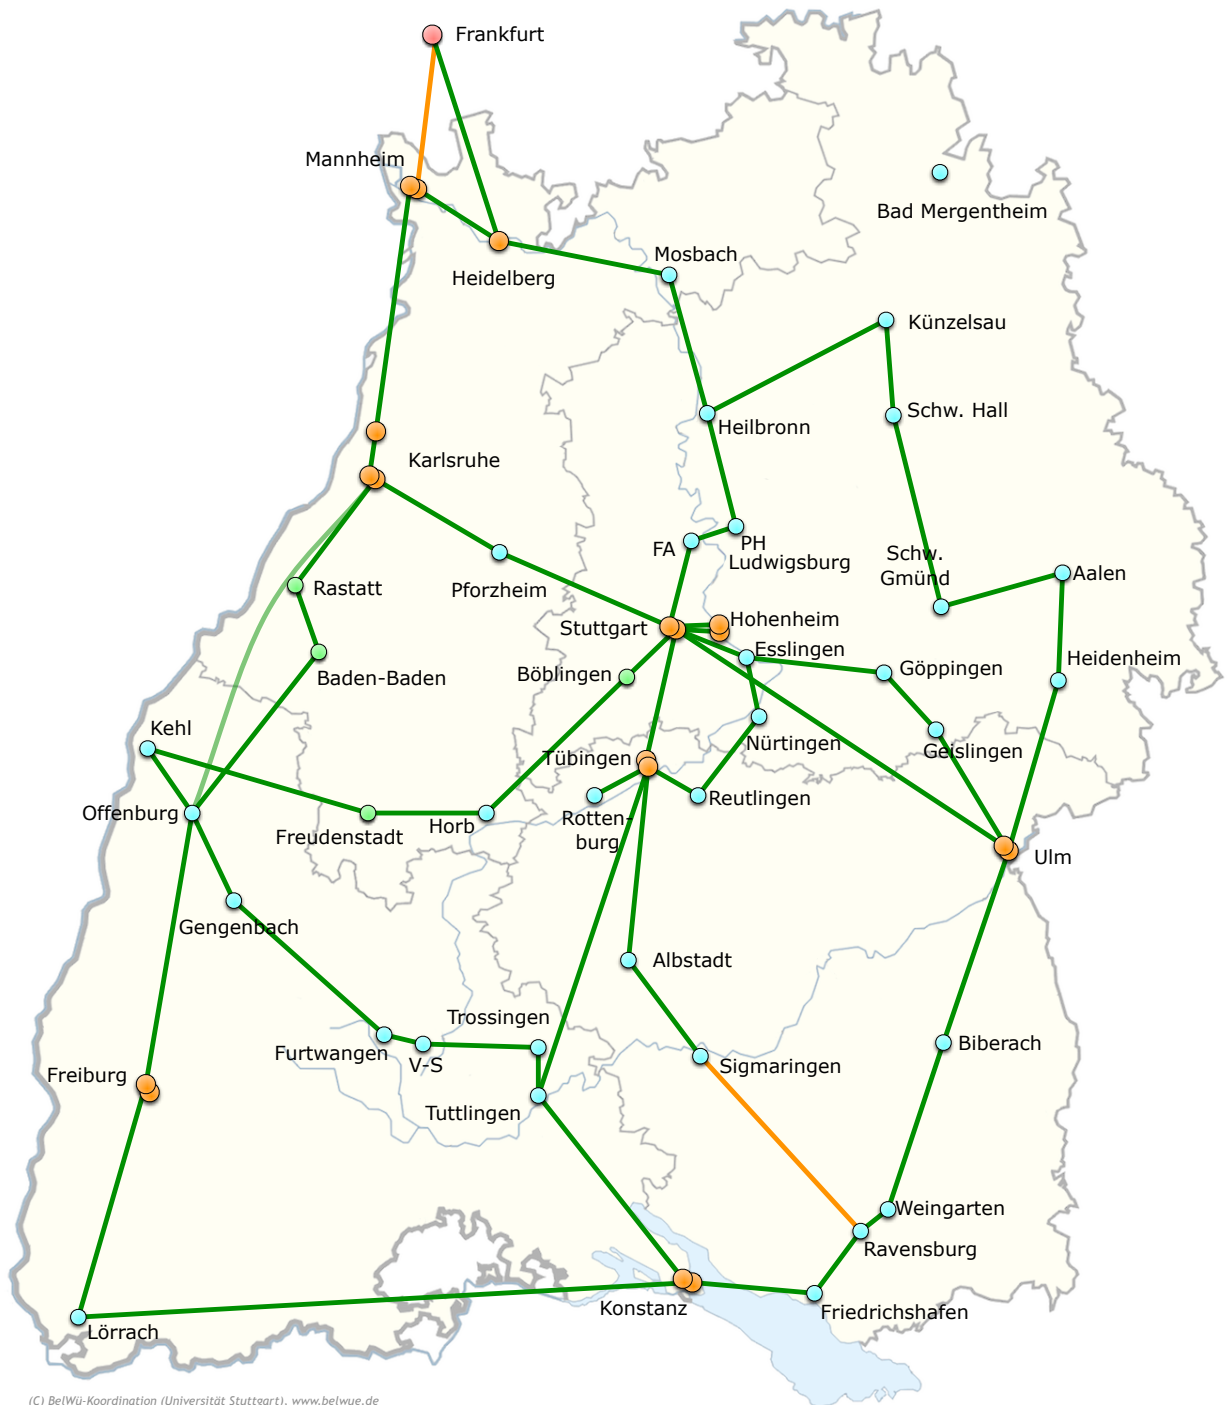 Frankfurt
Mannheim
Bad Mergentheim
Mosbach
Heidelberg
Künzelsau
Schw. Hall
Heilbronn
Karlsruhe
FA
PH
Ludwigsburg
Schw.
Gmünd
Aalen
Rastatt
Pforzheim
Stuttgart
Hohenheim
Esslingen
Heidenheim
Göppingen
Böblingen
Baden-Baden
Kehl
Nürtingen
Geislingen
Tübingen
Reutlingen
Offenburg
Freudenstadt
Horb
Rotten-
burg
Ulm
Gengenbach
Albstadt
Trossingen
Furtwangen
V-S
Biberach
Sigmaringen
Freiburg
Tuttlingen
Weingarten
Ravensburg
Konstanz
Friedrichshafen
Lörrach
(C) BelWü-Koordination (Universität Stuttgart), www.belwue.de